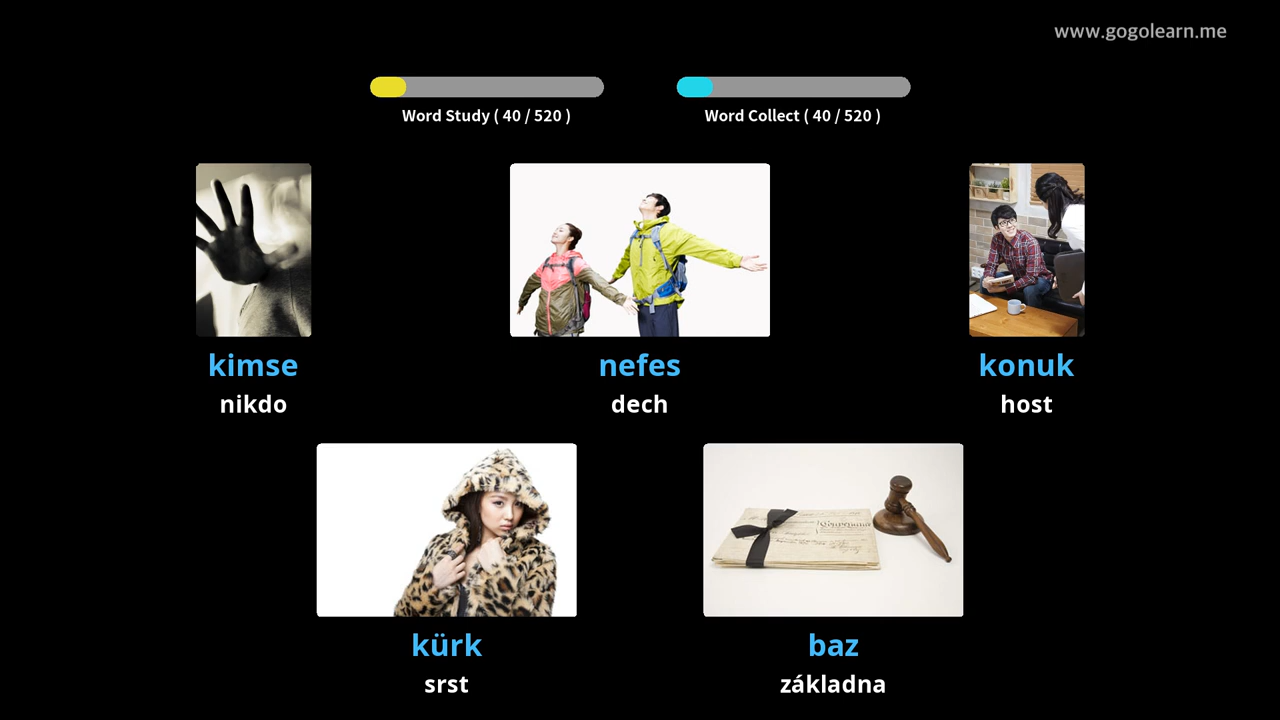 www.gogolearn.me
Word Study ( 40 / 520 )
Word Collect ( 40 / 520 )
kimse
nikdo
nefes
dech
konuk
host
kürk
srst
baz
základna